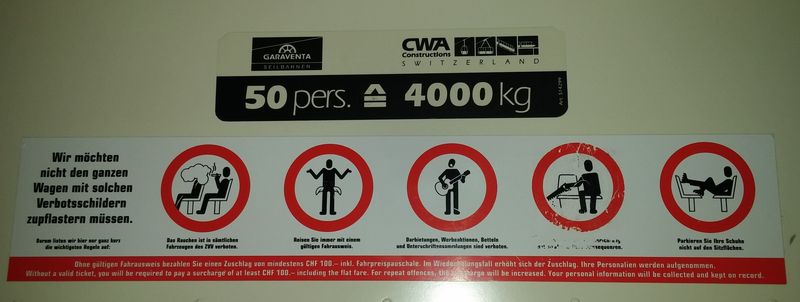 GARAVENTA
SEILBAHNEN
CWA
Constructions
SWITZERLAND
50 pers. ≙ 4000 kg
Wir möchten
nicht den ganzen
Wagen mit solchen
Verbotsschildern
zupflastern müssen.
Darum listen wir hier nur ganz kurz
die wichtigsten Regeln auf:
Das Rauchen ist in sämtlichen
Fahrzeugen des ZVV verboten.
Reisen Sie immer mit einem
gültigen Fahrausweis.
Darbietungen, Werbeaktionen, Betteln
und Unterschriftensammlungen sind verboten.
Parkieren Sie Ihre Schuhe
nicht auf den Sitzflächen.
Ohne gültigen Fahrausweis bezahlen Sie einen Zuschlag von mindestens CHF 100.– inkl. Fahrpreispauschale. Im Wiederholungsfall erhöht sich der Zuschlag. Ihre Personalien werden aufgenommen.
Without a valid ticket, you will be required to pay a surcharge of at least CHF 100.– including the flat fare. For repeat offences, the surcharge will be increased. Your personal information will be collected and kept on record.